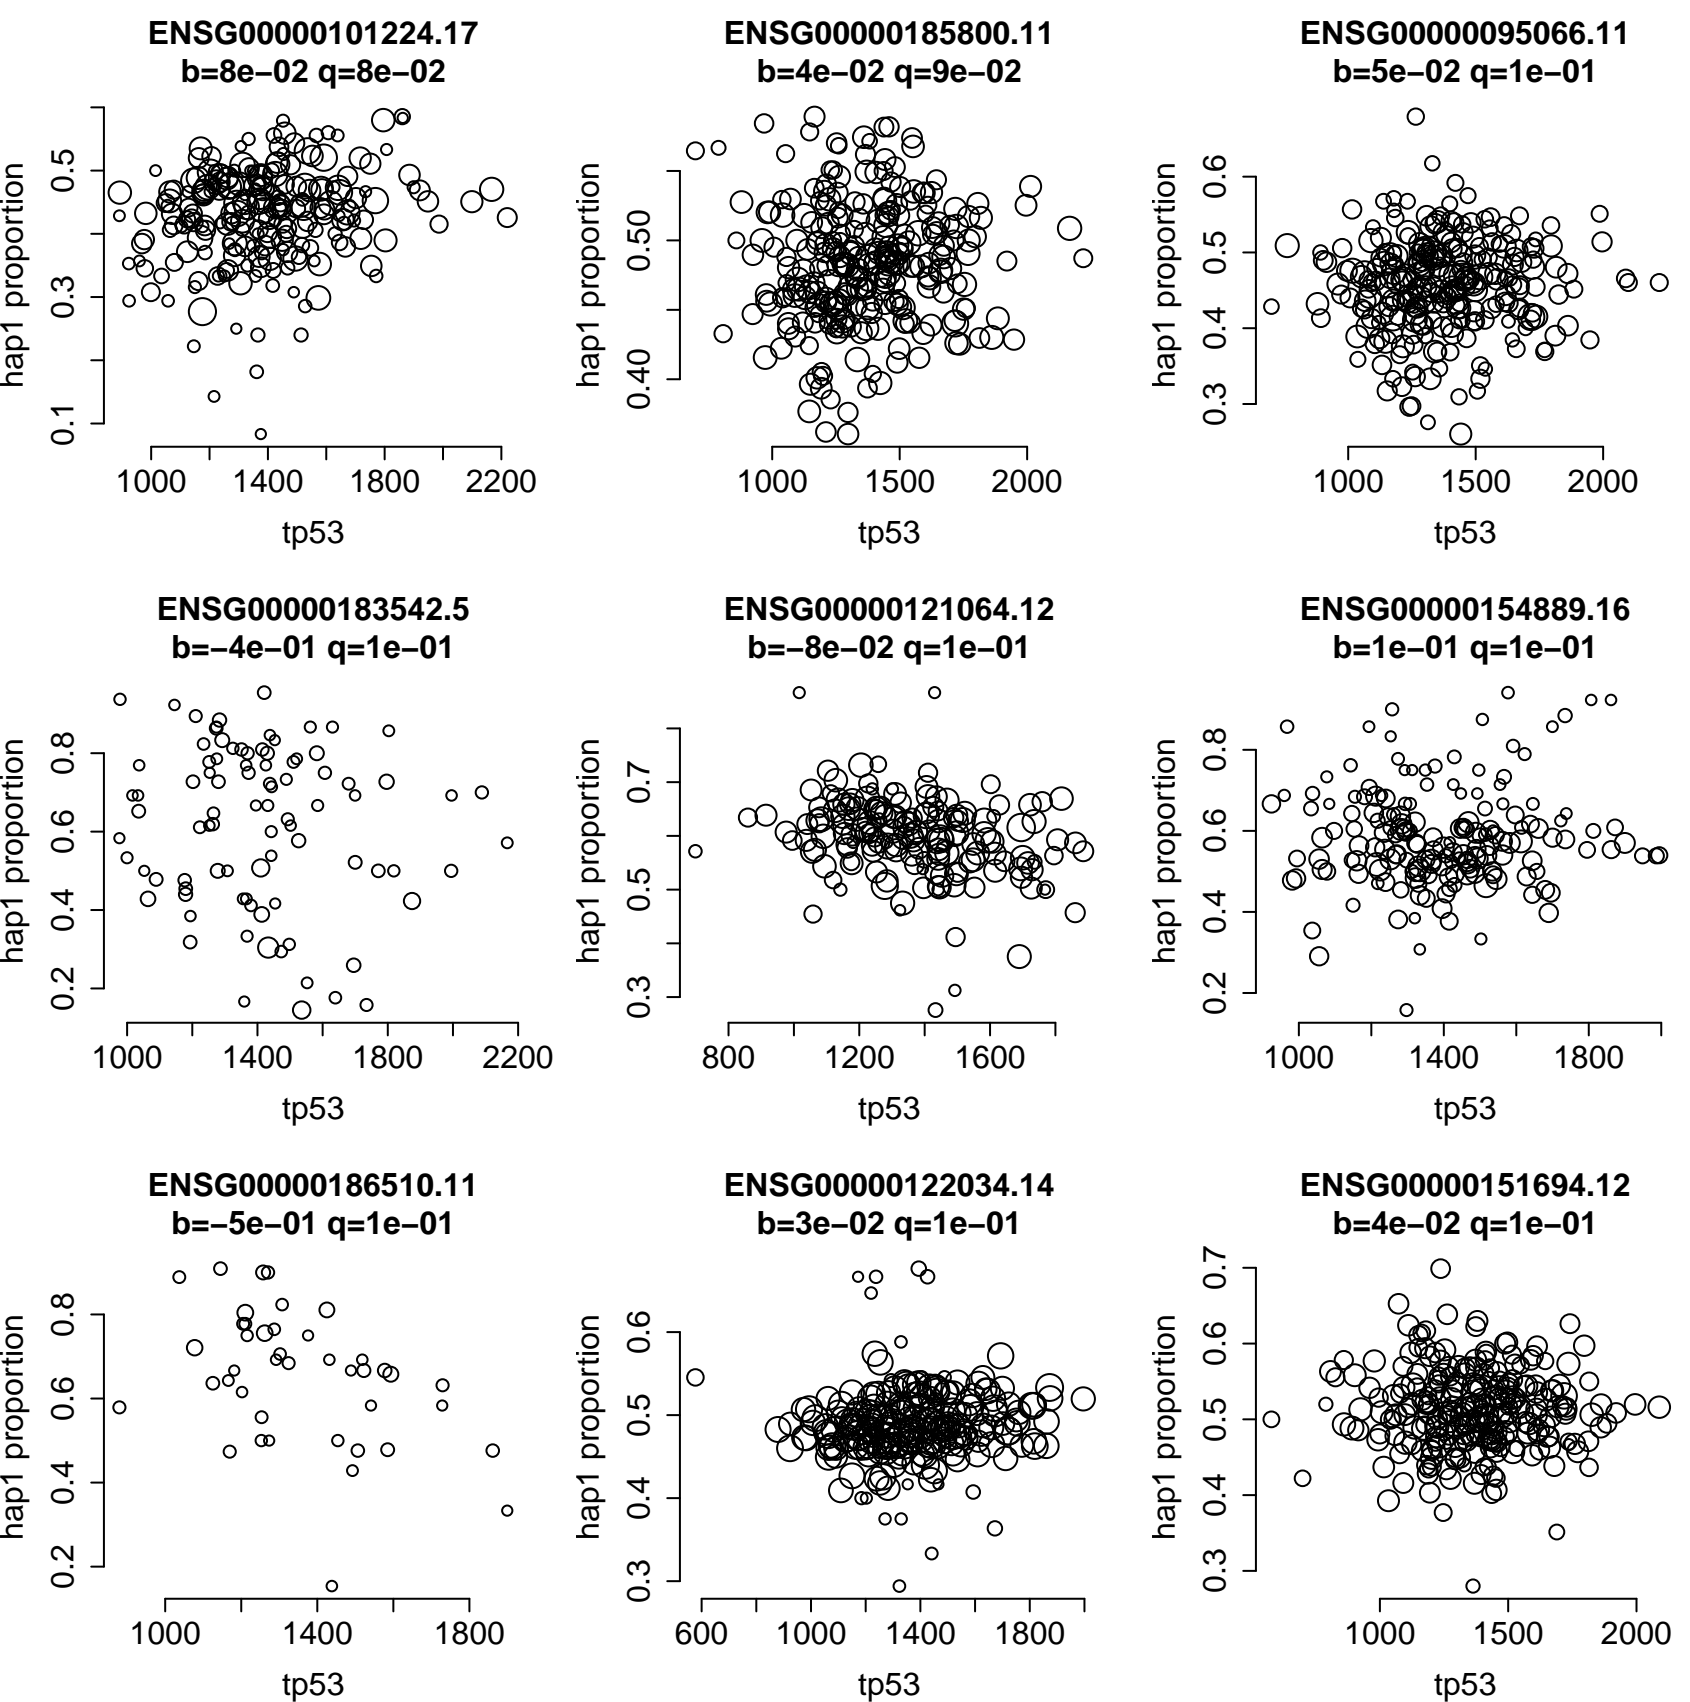 ENSG00000101224.17
b=8e−02 q=8e−02
hap1 proportion
0.1 0.3 0.5
1000 1400 1800 2200
tp53
ENSG00000185800.11
b=4e−02 q=9e−02
hap1 proportion
0.40 0.50
1000 1500 2000
tp53
ENSG00000095066.11
b=5e−02 q=1e−01
hap1 proportion
0.3 0.4 0.5 0.6
1000 1500 2000
tp53
ENSG00000183542.5
b=−4e−01 q=1e−01
hap1 proportion
0.2 0.4 0.6 0.8
1000 1400 1800 2200
tp53
ENSG00000121064.12
b=−8e−02 q=1e−01
hap1 proportion
0.3 0.5 0.7
800 1200 1600
tp53
ENSG00000154889.16
b=1e−01 q=1e−01
hap1 proportion
0.2 0.4 0.6 0.8
1000 1400 1800
tp53
ENSG00000186510.11
b=−5e−01 q=1e−01
hap1 proportion
0.2 0.4 0.6 0.8
1000 1400 1800
tp53
ENSG00000122034.14
b=3e−02 q=1e−01
hap1 proportion
0.3 0.4 0.5 0.6
600 1000 1400 1800
tp53
ENSG00000151694.12
b=4e−02 q=1e−01
hap1 proportion
0.3 0.4 0.5 0.6 0.7
1000 1500 2000
tp53